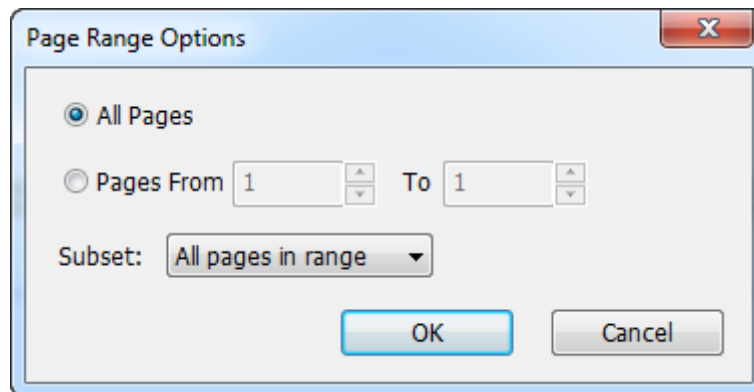 Page Range Options
All Pages
Pages From 1 To 1
Subset: All pages in range
OK Cancel